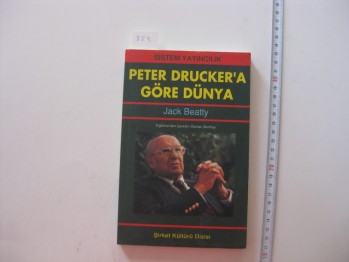 SİSTEM YAYINCILIK
PETER DRUCKER'A
GÖRE DÜNYA
Jack Beatty
Şirket Kültürü Dizisi